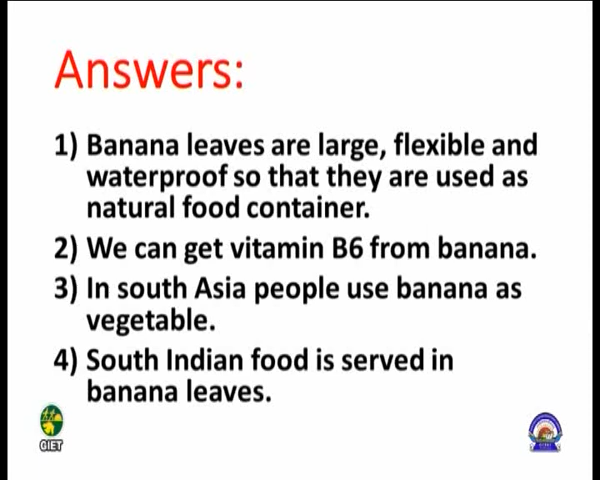 Answers:
1) Banana leaves are large, flexible and
waterproof so that they are used as
natural food container.
2) We can get vitamin B6 from banana.
3) In south Asia people use banana as
vegetable.
4) South Indian food is served in
banana leaves.
GIET